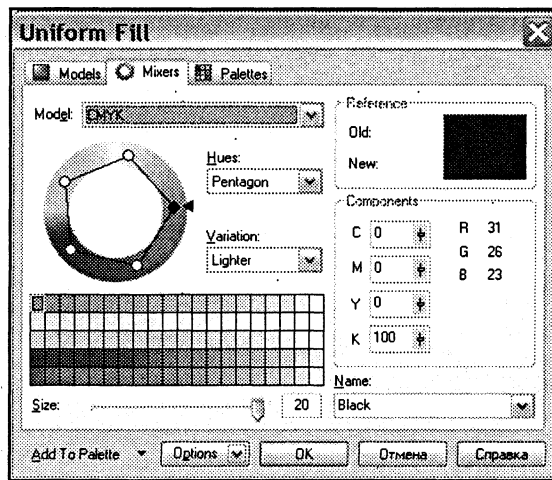 Uniform Fill
Models Mixers Palettes
Model: CMYK
Hues:
Pentagon
Variation:
Lighter
Size: 20
Reference
Old:
New:
Components
C 0 R 31
M 0 G 26
Y 0 B 23
K 100
Name:
Black
Add To Palette Options OK Отмена Справка